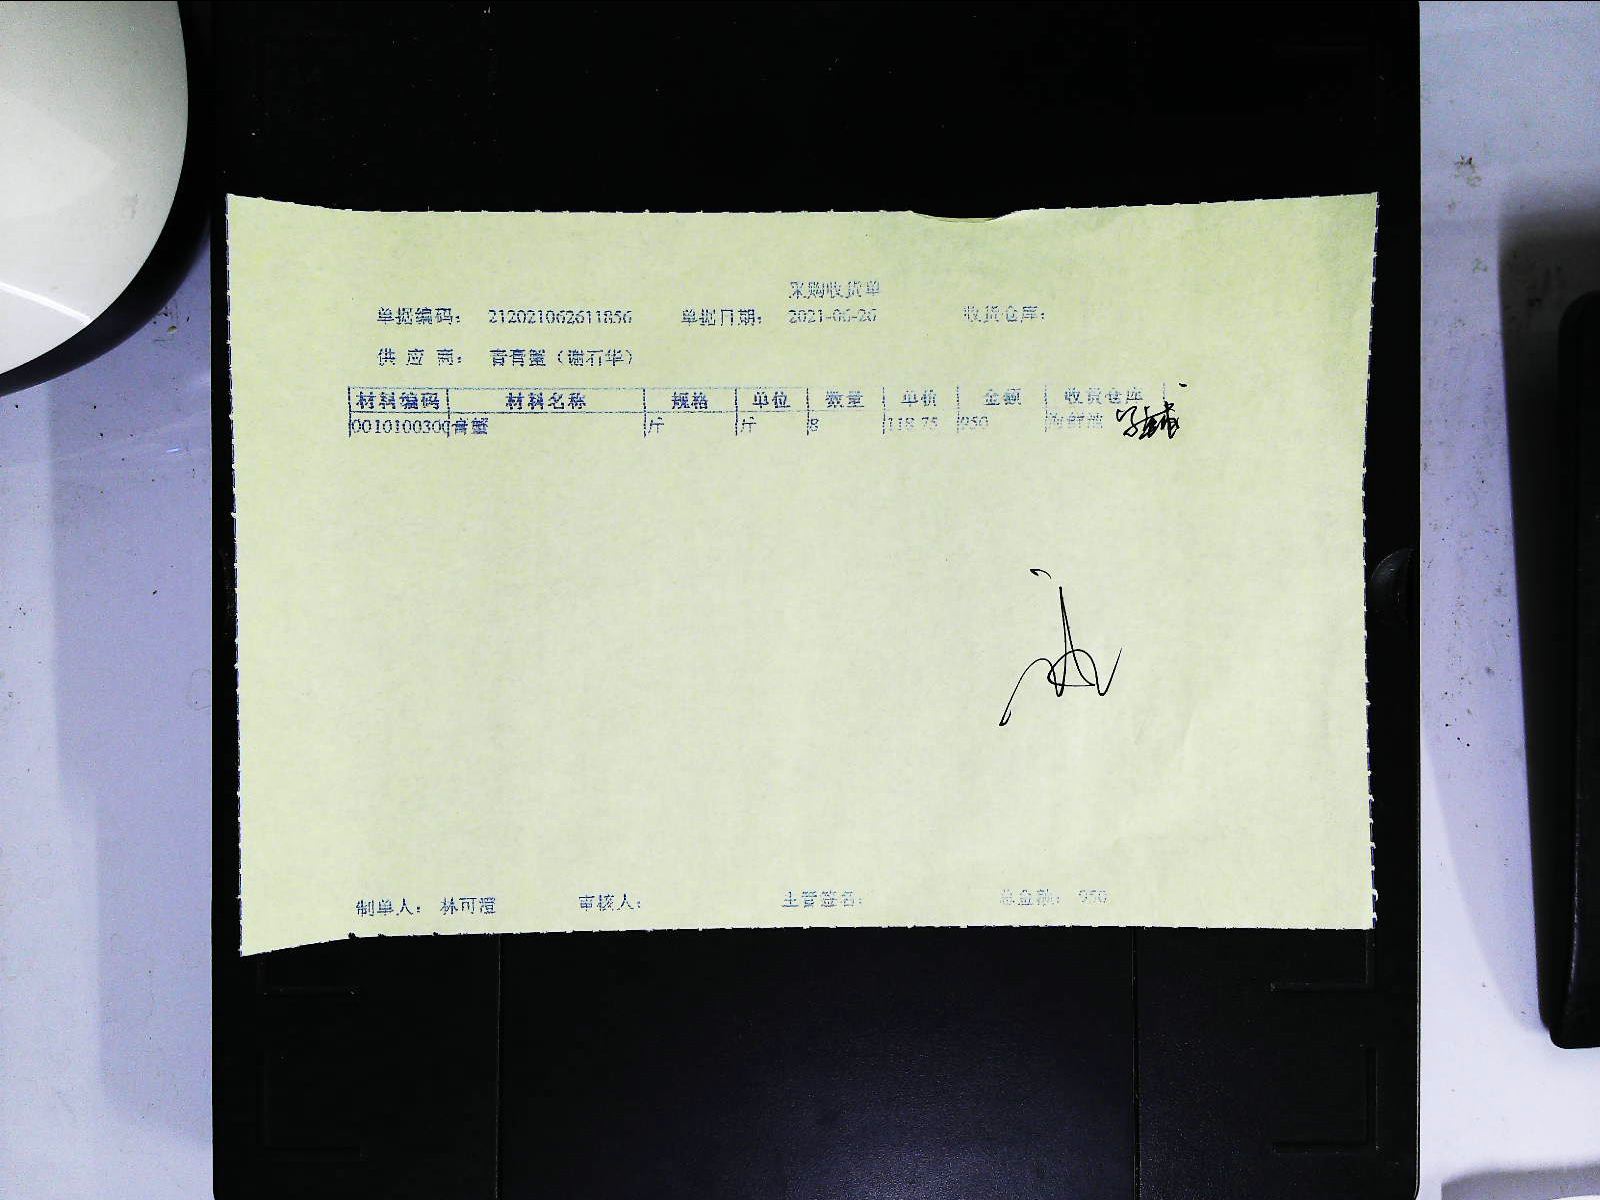 采购收货单
单据编码： 212021062611856 单据日期： 2021-06-26 收货仓库：
供 应 商： 青膏蟹（谢石华）
材料编码 材料名称 规格 单位 数量 单价 金额 收货仓库
0010100300 膏蟹 斤 斤 8 118.75 950 海鲜池
制单人： 林可澄 审核人： 主管签名： 总金额： 950